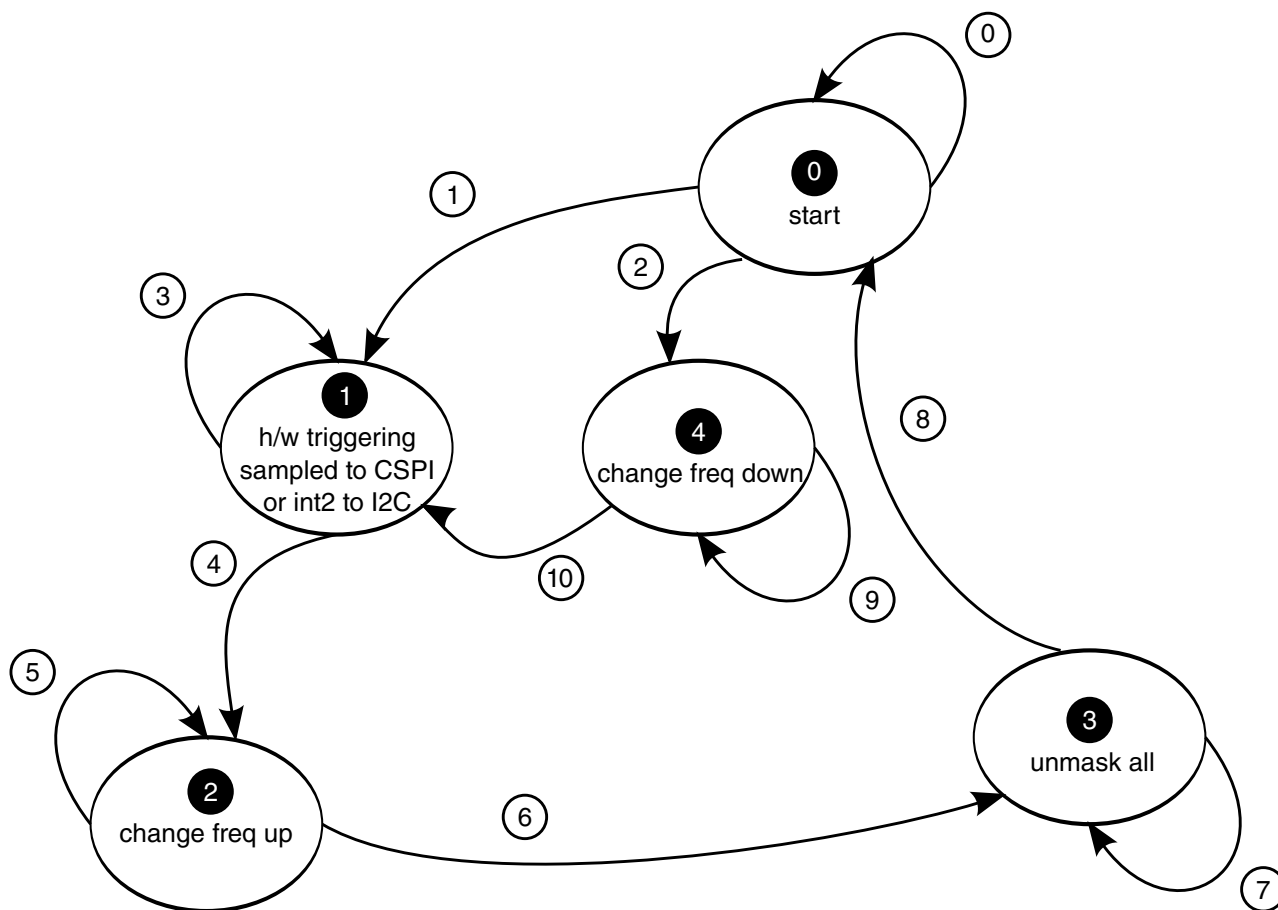 0
0
start
1
2
3
1
h/w triggering
sampled to CSPI
or int2 to I2C
4
change freq down
8
4
10
9
5
2
change freq up
6
3
unmask all
7